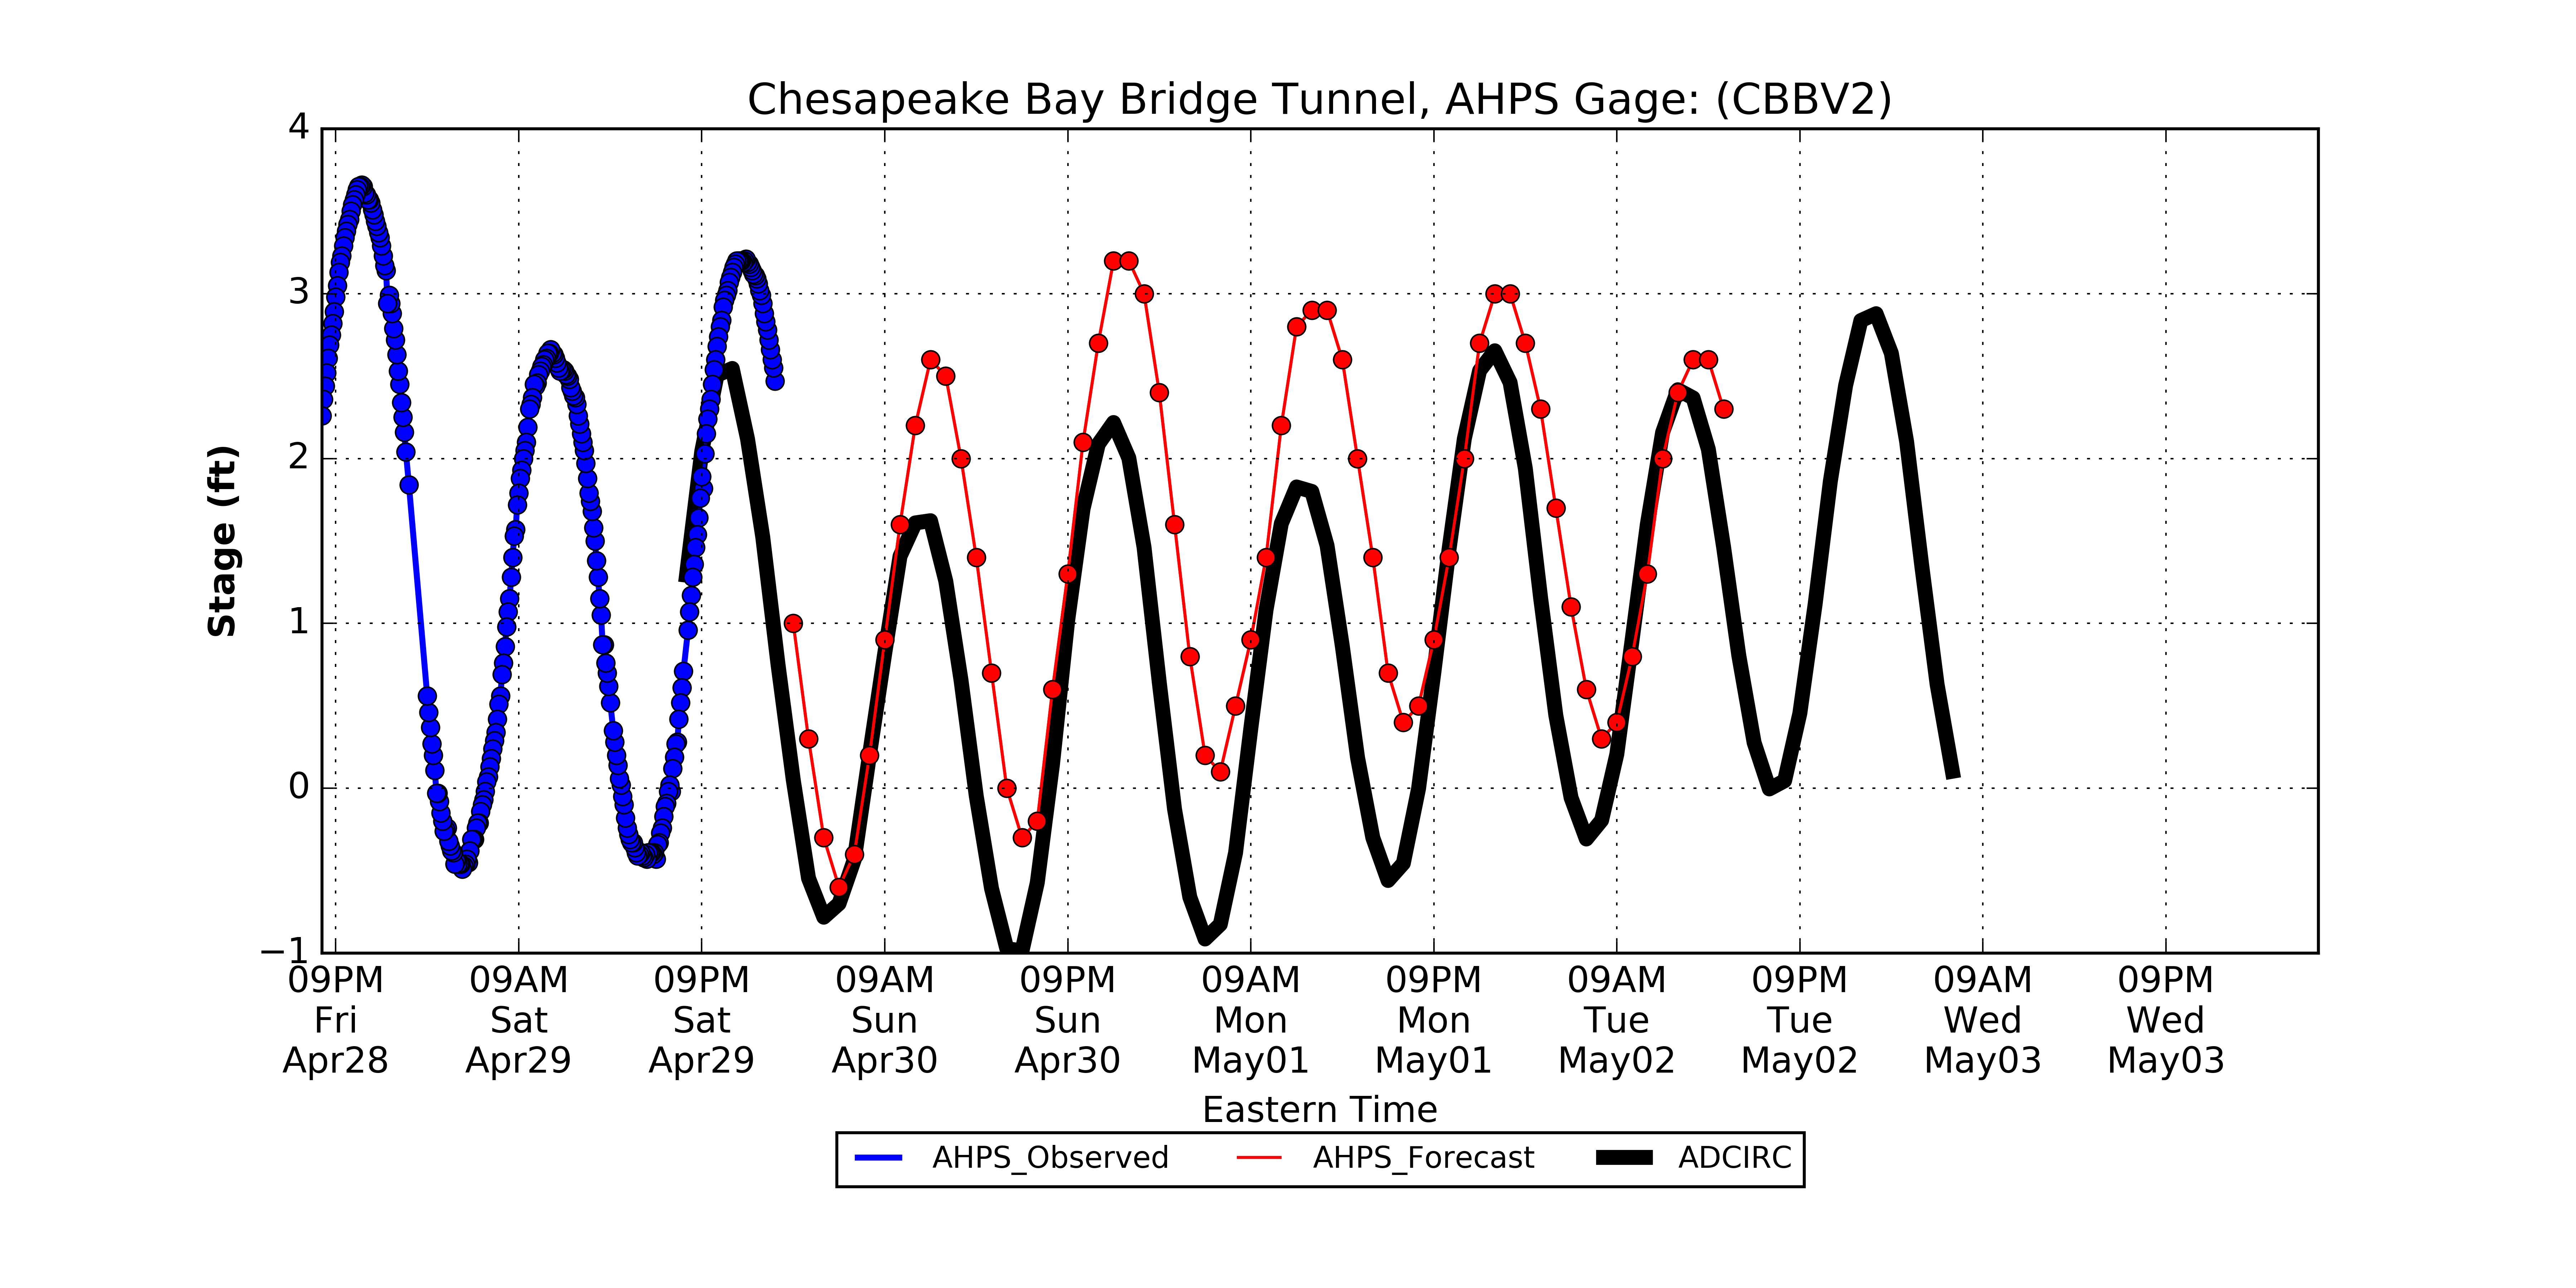 Chesapeake Bay Bridge Tunnel, AHPS Gage: (CBBV2)
4
3
2
1
0
−1
Stage (ft)
09PM 09AM 09PM 09AM 09PM 09AM 09PM 09AM 09PM 09AM 09PM
Fri Sat Sat Sun Sun Mon Mon Tue Tue Wed Wed
Apr28 Apr29 Apr29 Apr30 Apr30 May01 May01 May02 May02 May03 May03
Eastern Time
AHPS_Observed AHPS_Forecast ADCIRC